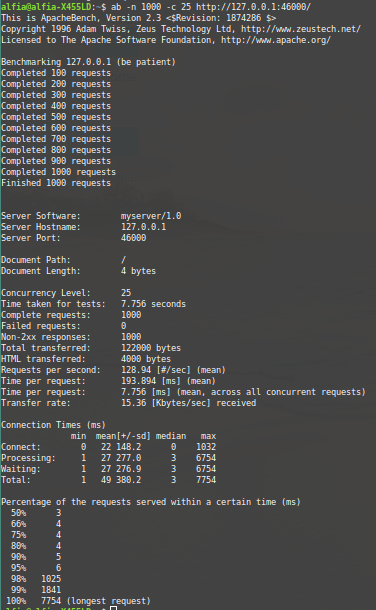 alfia@alfia-X455LD:~$ ab -n 1000 -c 25 http://127.0.0.1:46000/
This is ApacheBench, Version 2.3 <$Revision: 1874286 $>
Copyright 1996 Adam Twiss, Zeus Technology Ltd, http://www.zeustech.net/
Licensed to The Apache Software Foundation, http://www.apache.org/
Benchmarking 127.0.0.1 (be patient)
Completed 100 requests
Completed 200 requests
Completed 300 requests
Completed 400 requests
Completed 500 requests
Completed 600 requests
Completed 700 requests
Completed 800 requests
Completed 900 requests
Completed 1000 requests
Finished 1000 requests
Server Software: myserver/1.0
Server Hostname: 127.0.0.1
Server Port: 46000
Document Path: /
Document Length: 4 bytes
Concurrency Level: 25
Time taken for tests: 7.756 seconds
Complete requests: 1000
Failed requests: 0
Non-2xx responses: 1000
Total transferred: 122000 bytes
HTML transferred: 4000 bytes
Requests per second: 128.94 [#/sec] (mean)
Time per request: 193.894 [ms] (mean)
Time per request: 7.756 [ms] (mean, across all concurrent requests)
Transfer rate: 15.36 [Kbytes/sec] received
Connection Times (ms)
min mean[+/-sd] median max
Connect: 0 22 148.2 0 1032
Processing: 1 27 277.0 3 6754
Waiting: 1 27 276.9 3 6754
Total: 1 49 380.2 3 7754
Percentage of the requests served within a certain time (ms)
50% 3
66% 4
75% 4
80% 4
90% 5
95% 6
98% 1025
99% 1841
100% 7754 (longest request)